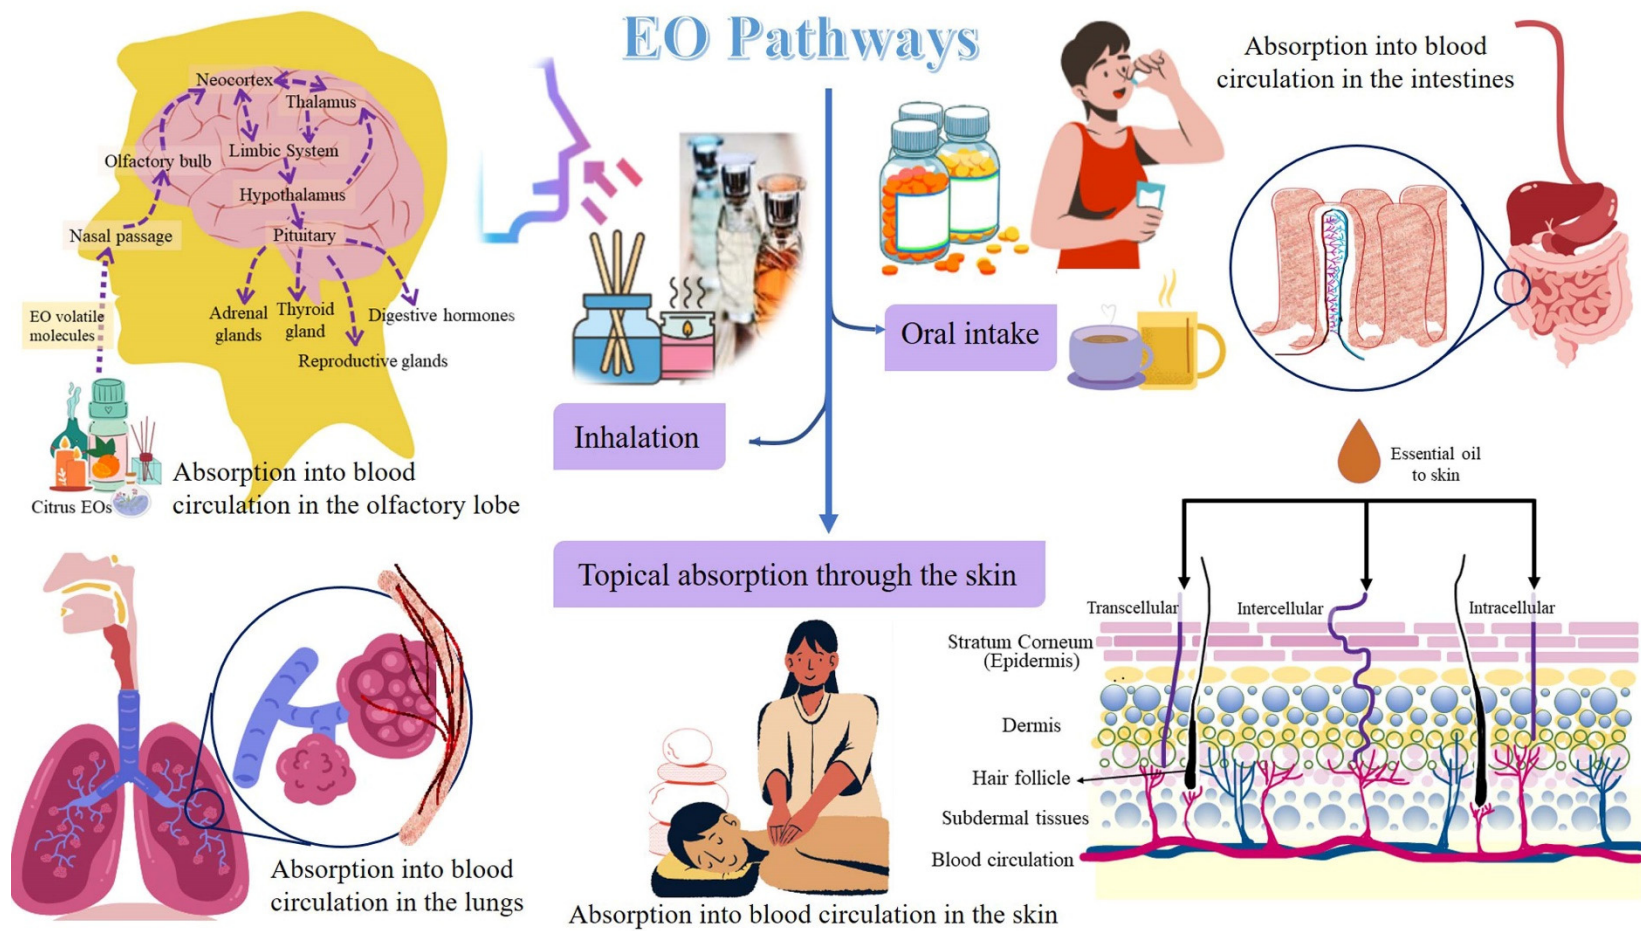 EO Pathways
Neocortex
Thalamus
Limbic System
Olfactory bulb
Hypothalamus
Nasal passage
Pituitary
EO volatile
molecules
Adrenal
glands
Thyroid
gland
Digestive hormones
Reproductive glands
Citrus EOs
Absorption into blood
circulation in the olfactory lobe
Inhalation
Oral intake
Absorption into blood
circulation in the intestines
Topical absorption through the skin
Essential oil
to skin
Transcellular
Intercellular
Intracellular
Stratum Corneum
(Epidermis)
Dermis
Hair follicle
Subdermal tissues
Blood circulation
Absorption into blood
circulation in the lungs
Absorption into blood circulation in the skin